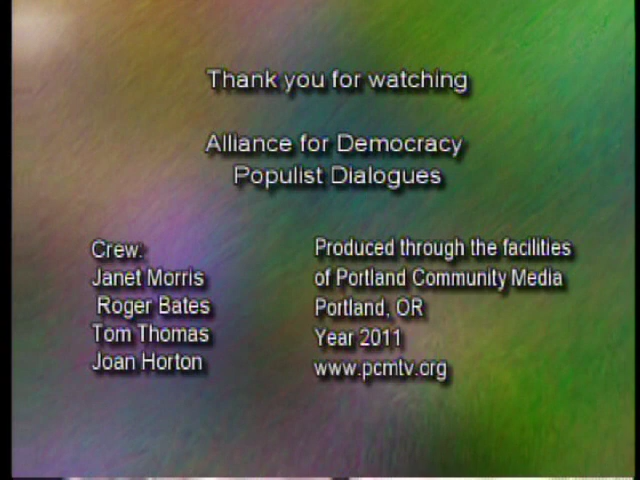 Thank you for watching
Alliance for Democracy
Populist Dialogues
Crew:
Janet Morris
Roger Bates
Tom Thomas
Joan Horton
Produced through the facilities
of Portland Community Media
Portland, OR
Year 2011
www.pcmtv.org